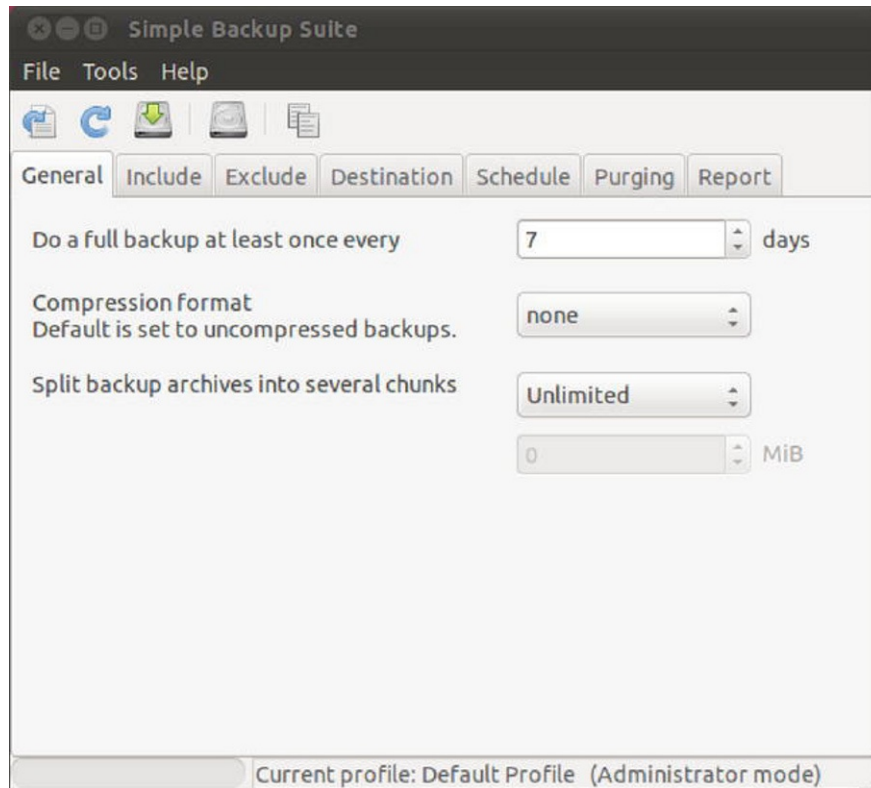 Simple Backup Suite
File Tools Help
General Include Exclude Destination Schedule Purging Report
Do a full backup at least once every 7 days
Compression format
Default is set to uncompressed backups. none
Split backup archives into several chunks Unlimited
0 MiB
Current profile: Default Profile (Administrator mode)